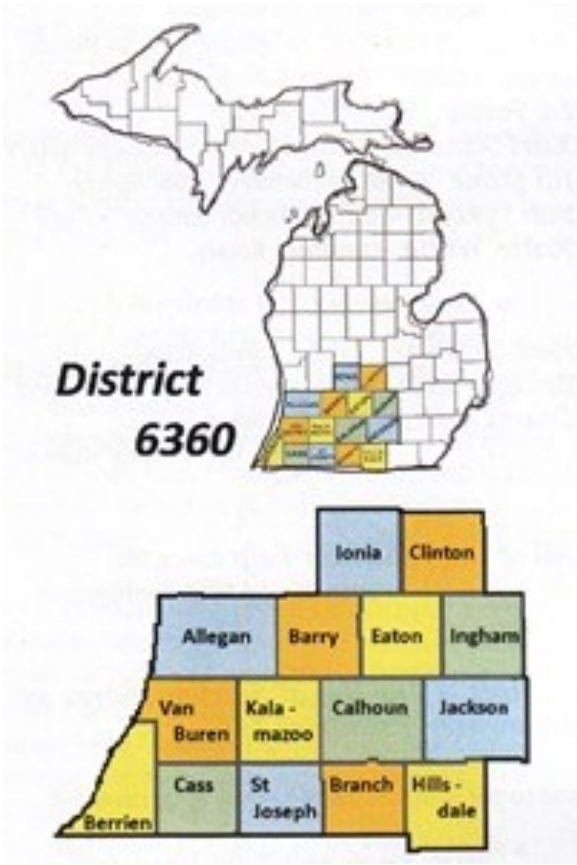 District
6360
Ionia
Clinton
Allegan
Barry
Eaton
Ingham
Van
Buren
Kala -
mazoo
Calhoun
Jackson
Berrien
Cass
St
Joseph
Branch
Hills -
dale